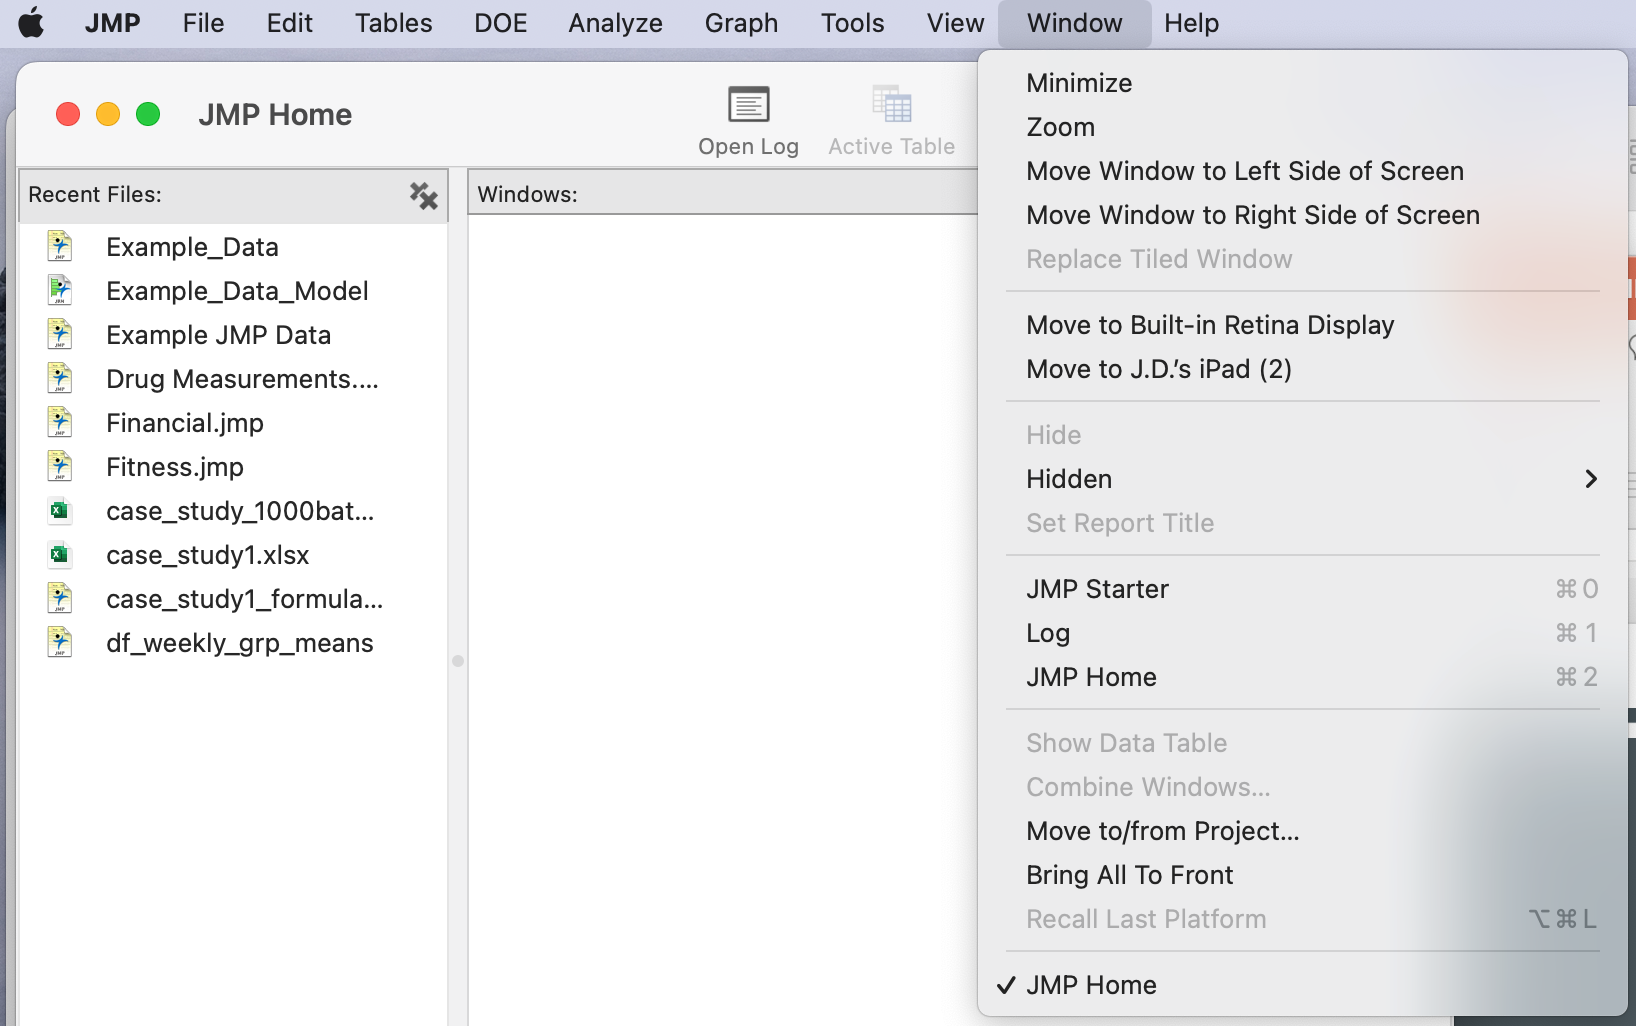 JMP File Edit Tables DOE Analyze Graph Tools View Window Help
JMP Home
Open Log
Active Table
Recent Files:
Example_Data
Example_Data_Model
Example JMP Data
Drug Measurements....
Financial.jmp
Fitness.jmp
case_study_1000bat...
case_study1.xlsx
case_study1_formula...
df_weekly_grp_means
Windows:
Minimize
Zoom
Move Window to Left Side of Screen
Move Window to Right Side of Screen
Replace Tiled Window
Move to Built-in Retina Display
Move to J.D.’s iPad (2)
Hide
Hidden
Set Report Title
JMP Starter ⌘0
Log ⌘1
JMP Home ⌘2
Show Data Table
Combine Windows...
Move to/from Project...
Bring All To Front
Recall Last Platform ⌥⌘L
✓ JMP Home